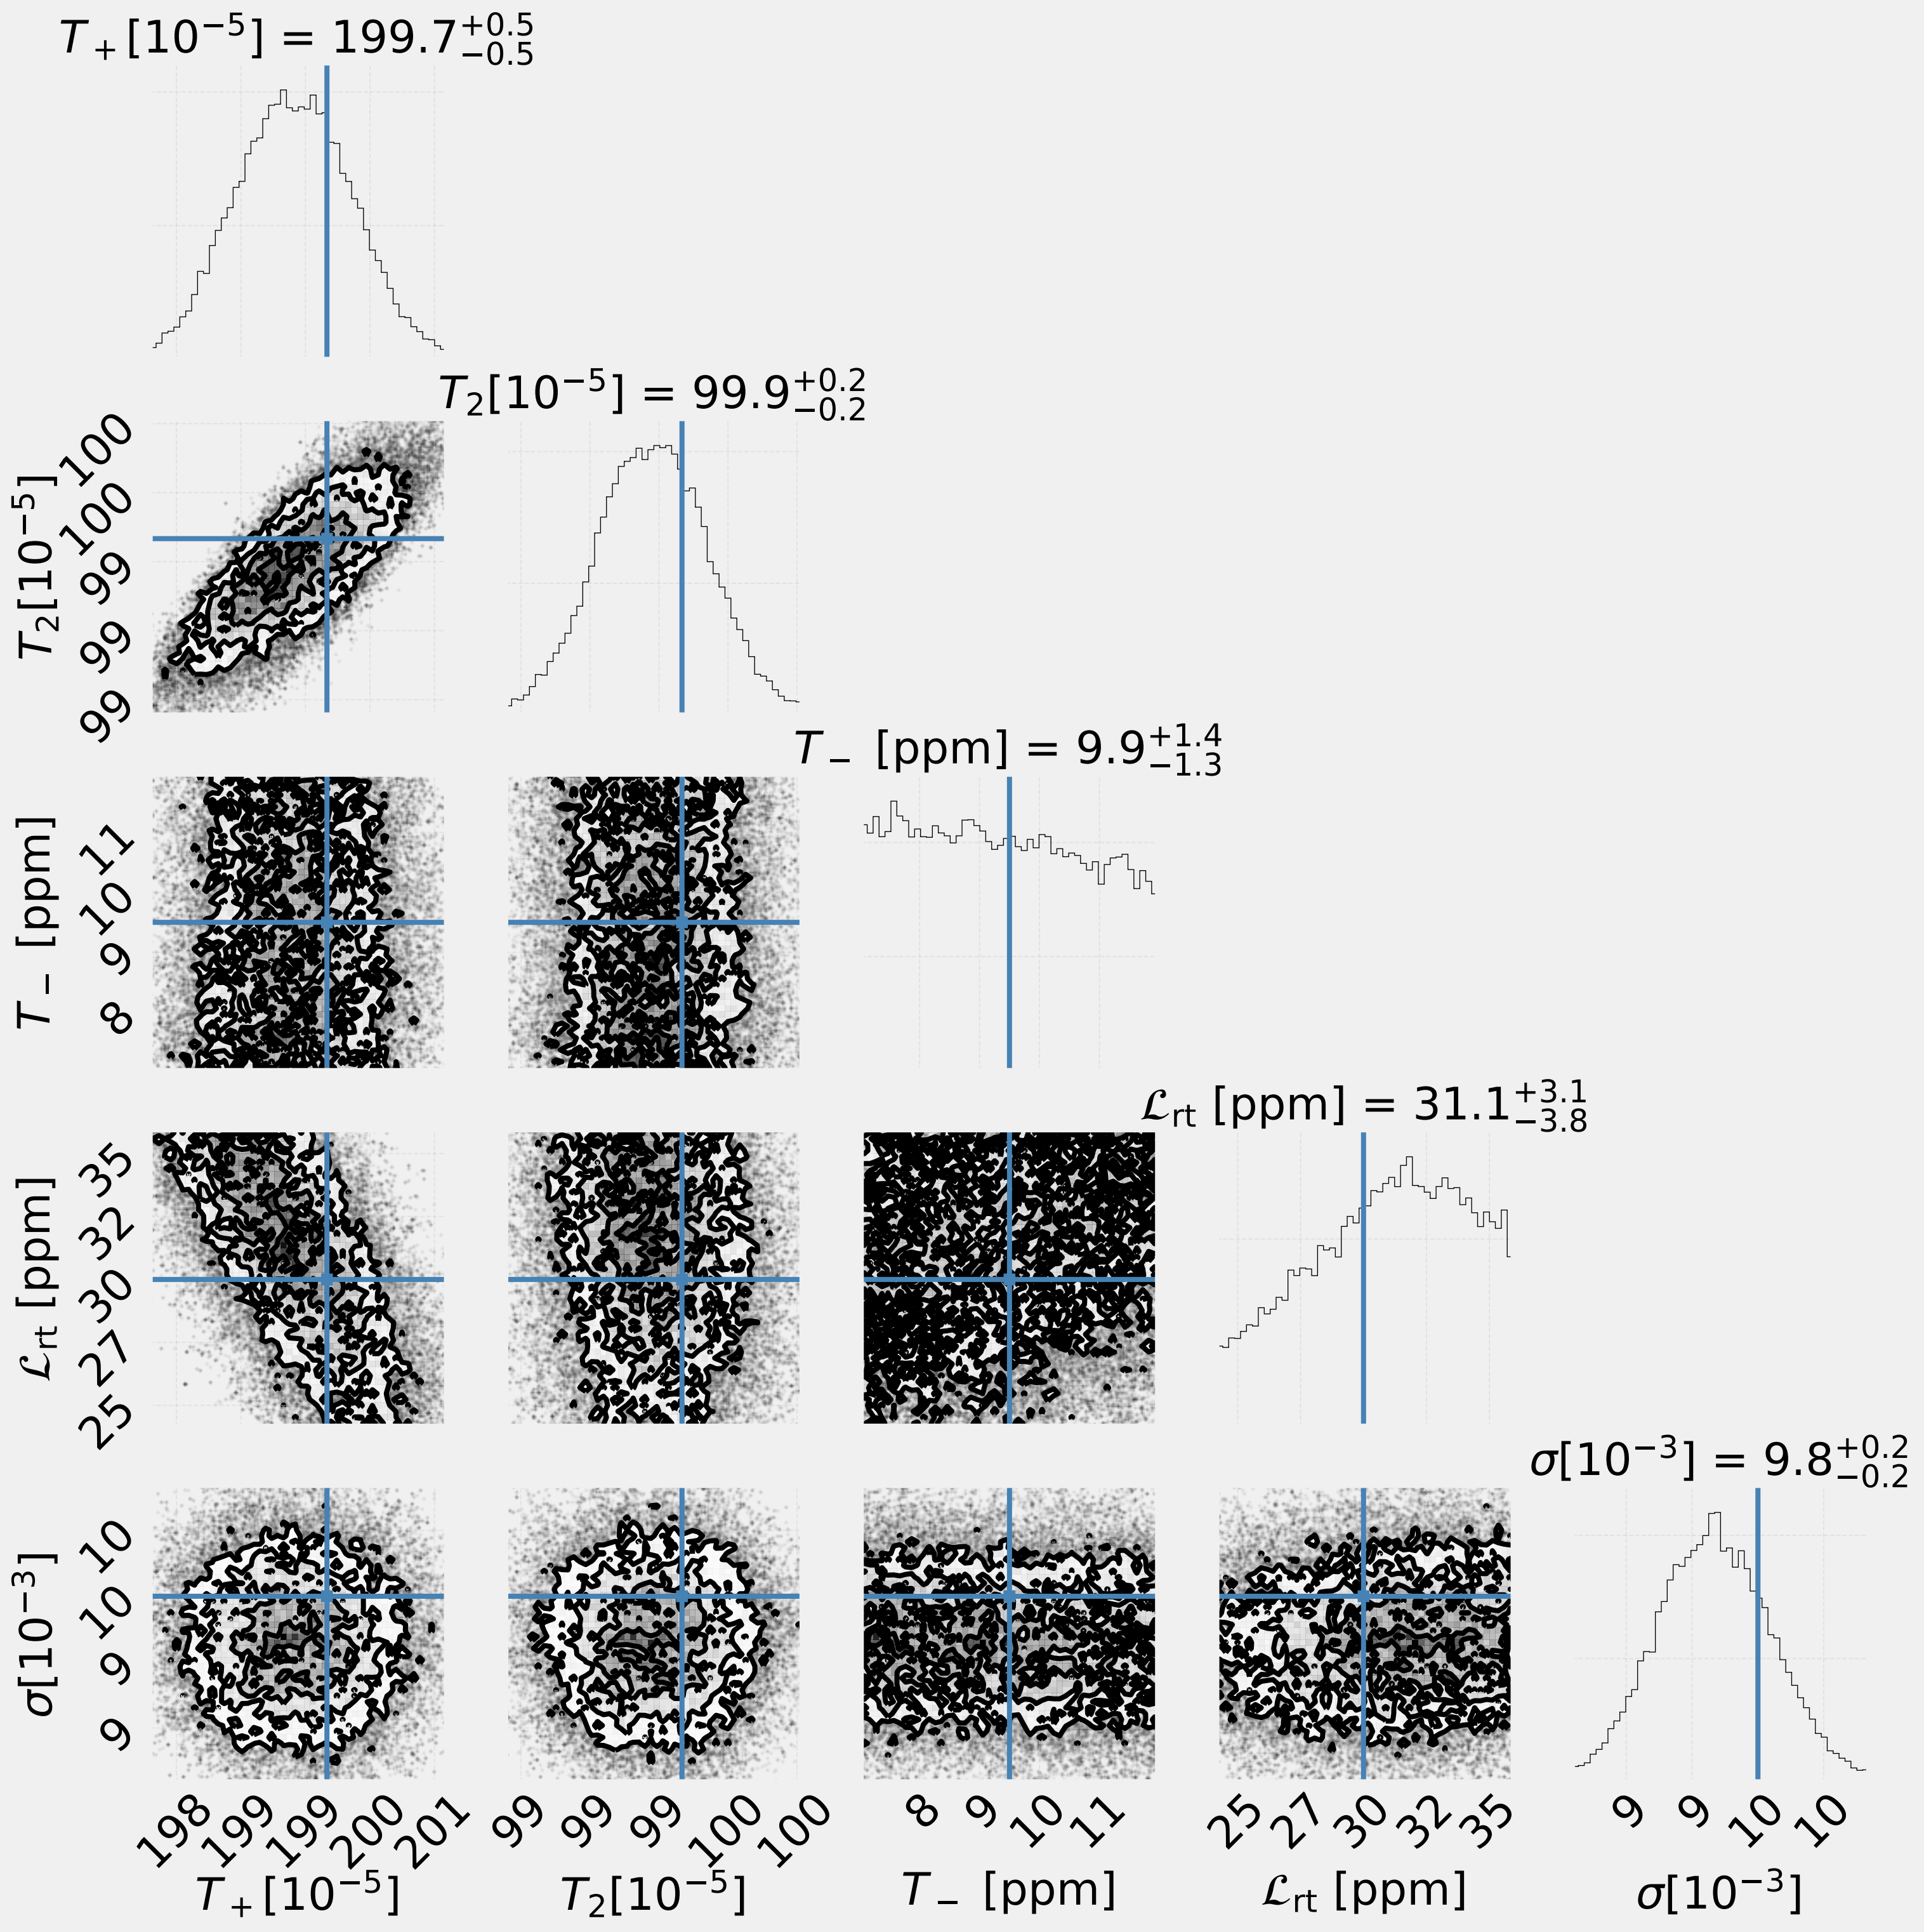 T₊[10⁻⁵] = 199.7⁺⁰·⁵₋₀.₅
T₂[10⁻⁵] = 99.9⁺⁰·²₋₀.₂
100
100
99
99
99
T₂[10⁻⁵]
T₋ [ppm] = 9.9⁺¹·⁴₋₁.₃
11
10
9
8
T₋ [ppm]
ℒrt [ppm] = 31.1⁺³·¹₋₃.₈
35
32
30
27
25
ℒrt [ppm]
σ[10⁻³] = 9.8⁺⁰·²₋₀.₂
10
10
9
9
σ[10⁻³]
198 199 199 200 201 99 99 99 100 100 8 9 10 11 25 27 30 32 35 9 9 10 10
T₊[10⁻⁵] T₂[10⁻⁵] T₋ [ppm] ℒrt [ppm] σ[10⁻³]